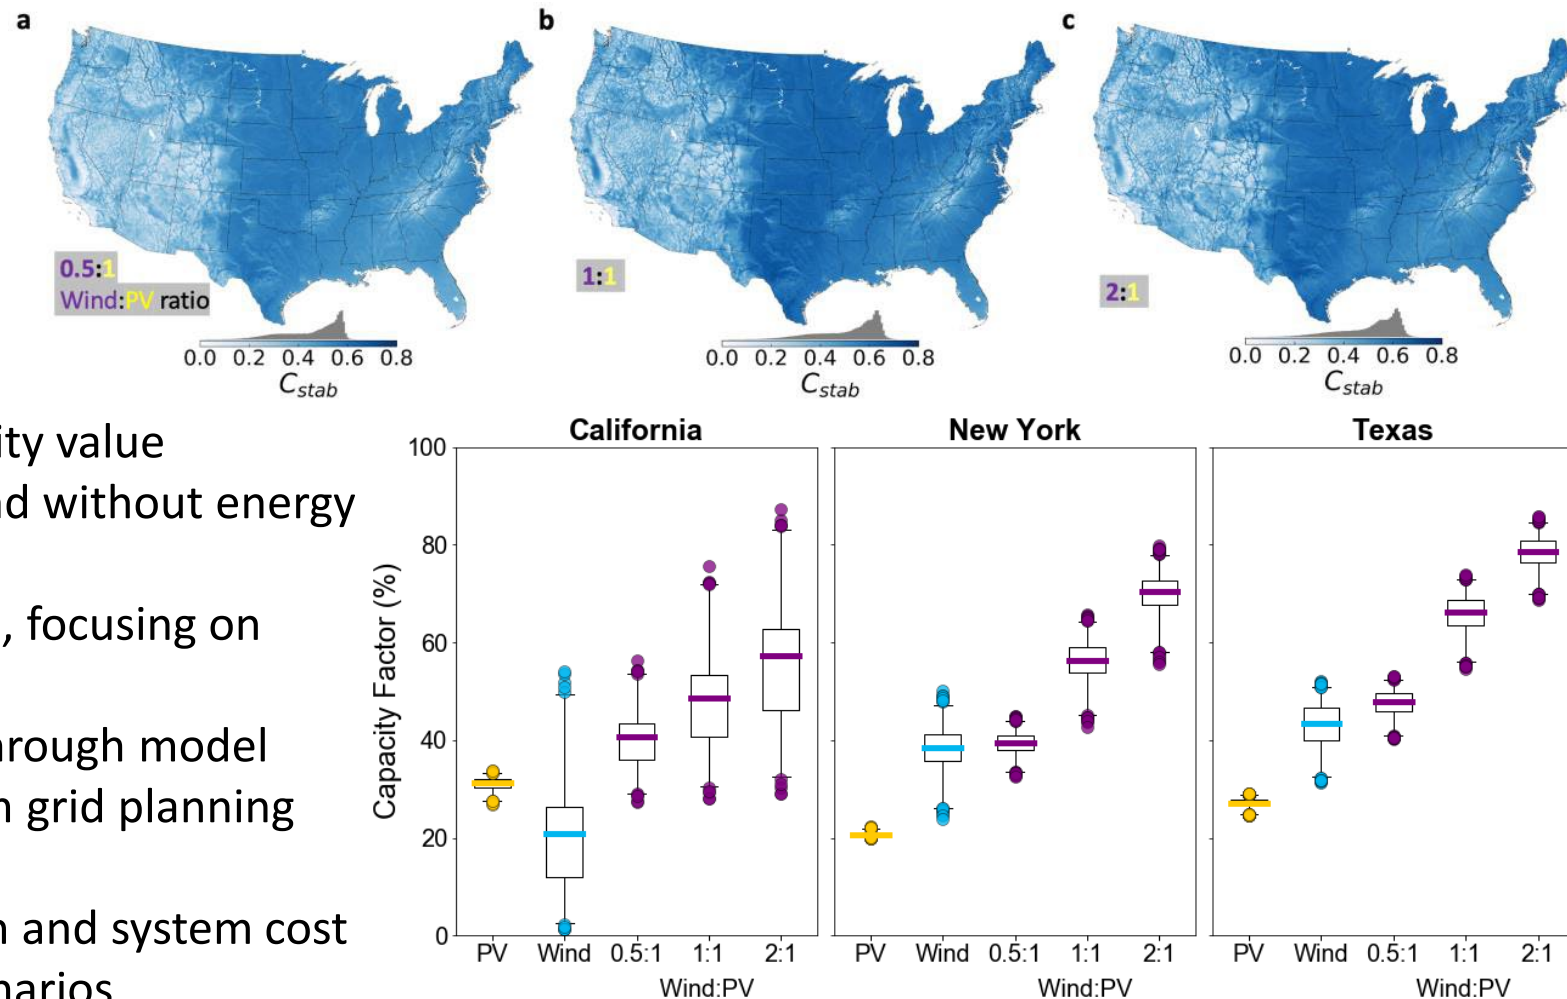 a
b
c
0.5:1
Wind:PV ratio
1:1
2:1
0.0 0.2 0.4 0.6 0.8
C_stab
0.0 0.2 0.4 0.6 0.8
C_stab
0.0 0.2 0.4 0.6 0.8
C_stab
ity value
d without energy
, focusing on
rough model
grid planning
and system cost
narios
California
New York
Texas
Capacity Factor (%)
100
80
60
40
20
0
PV Wind 0.5:1 1:1 2:1
Wind:PV
PV Wind 0.5:1 1:1 2:1
Wind:PV
PV Wind 0.5:1 1:1 2:1
Wind:PV